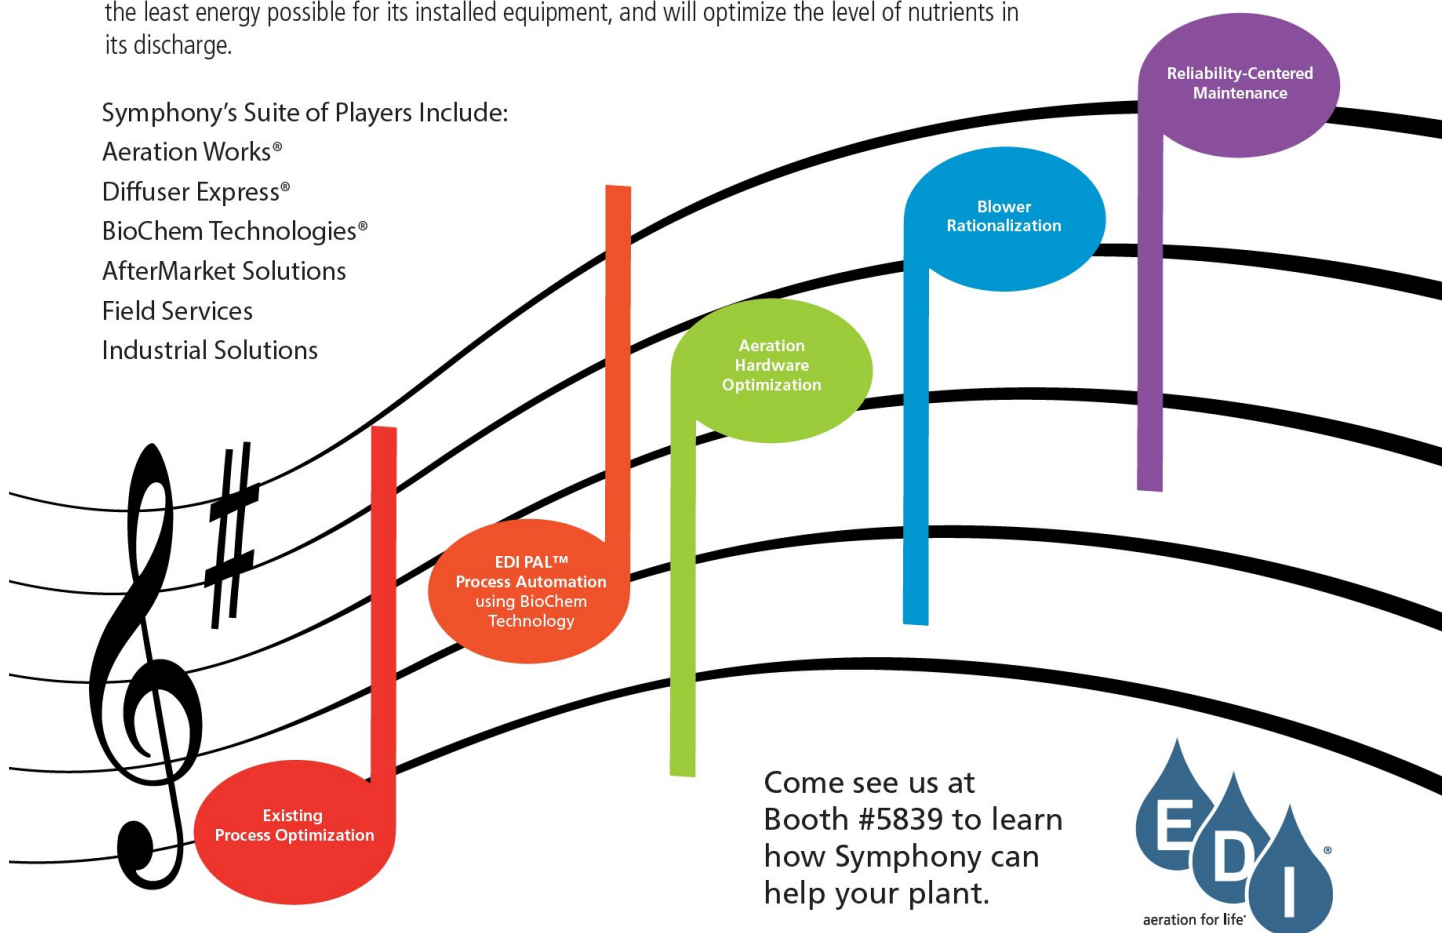 the least energy possible for its installed equipment, and will optimize the level of nutrients in
its discharge.
Symphony’s Suite of Players Include:
Aeration Works®
Diffuser Express®
BioChem Technologies®
AfterMarket Solutions
Field Services
Industrial Solutions
Reliability-Centered
Maintenance
Blower
Rationalization
Aeration
Hardware
Optimization
EDI PAL™
Process Automation
using BioChem
Technology
Existing
Process Optimization
Come see us at
Booth #5839 to learn
how Symphony can
help your plant.
EDI®
aeration for life